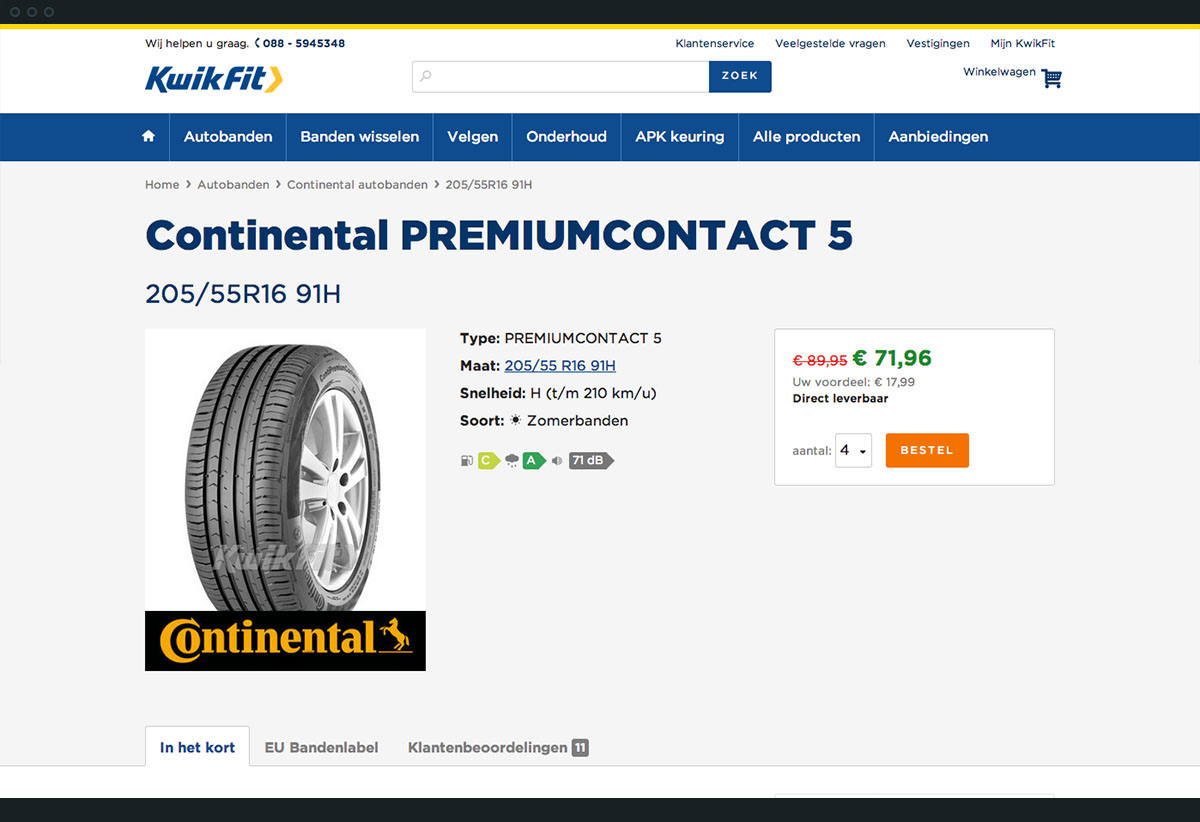 Wij helpen u graag. 088 - 5945348
Klantenservice Veelgestelde vragen Vestigingen Mijn KwikFit
KwikFit
ZOEK
Winkelwagen
Autobanden Banden wisselen Velgen Onderhoud APK keuring Alle producten Aanbiedingen
Home › Autobanden › Continental autobanden › 205/55R16 91H
Continental PREMIUMCONTACT 5
205/55R16 91H
KwikFit
Continental
Type: PREMIUMCONTACT 5
Maat: 205/55 R16 91H
Snelheid: H (t/m 210 km/u)
Soort: Zomerbanden
C A 71 dB
€ 89,95 € 71,96
Uw voordeel: € 17,99
Direct leverbaar
aantal: 4 BESTEL
In het kort EU Bandenlabel Klantenbeoordelingen 11